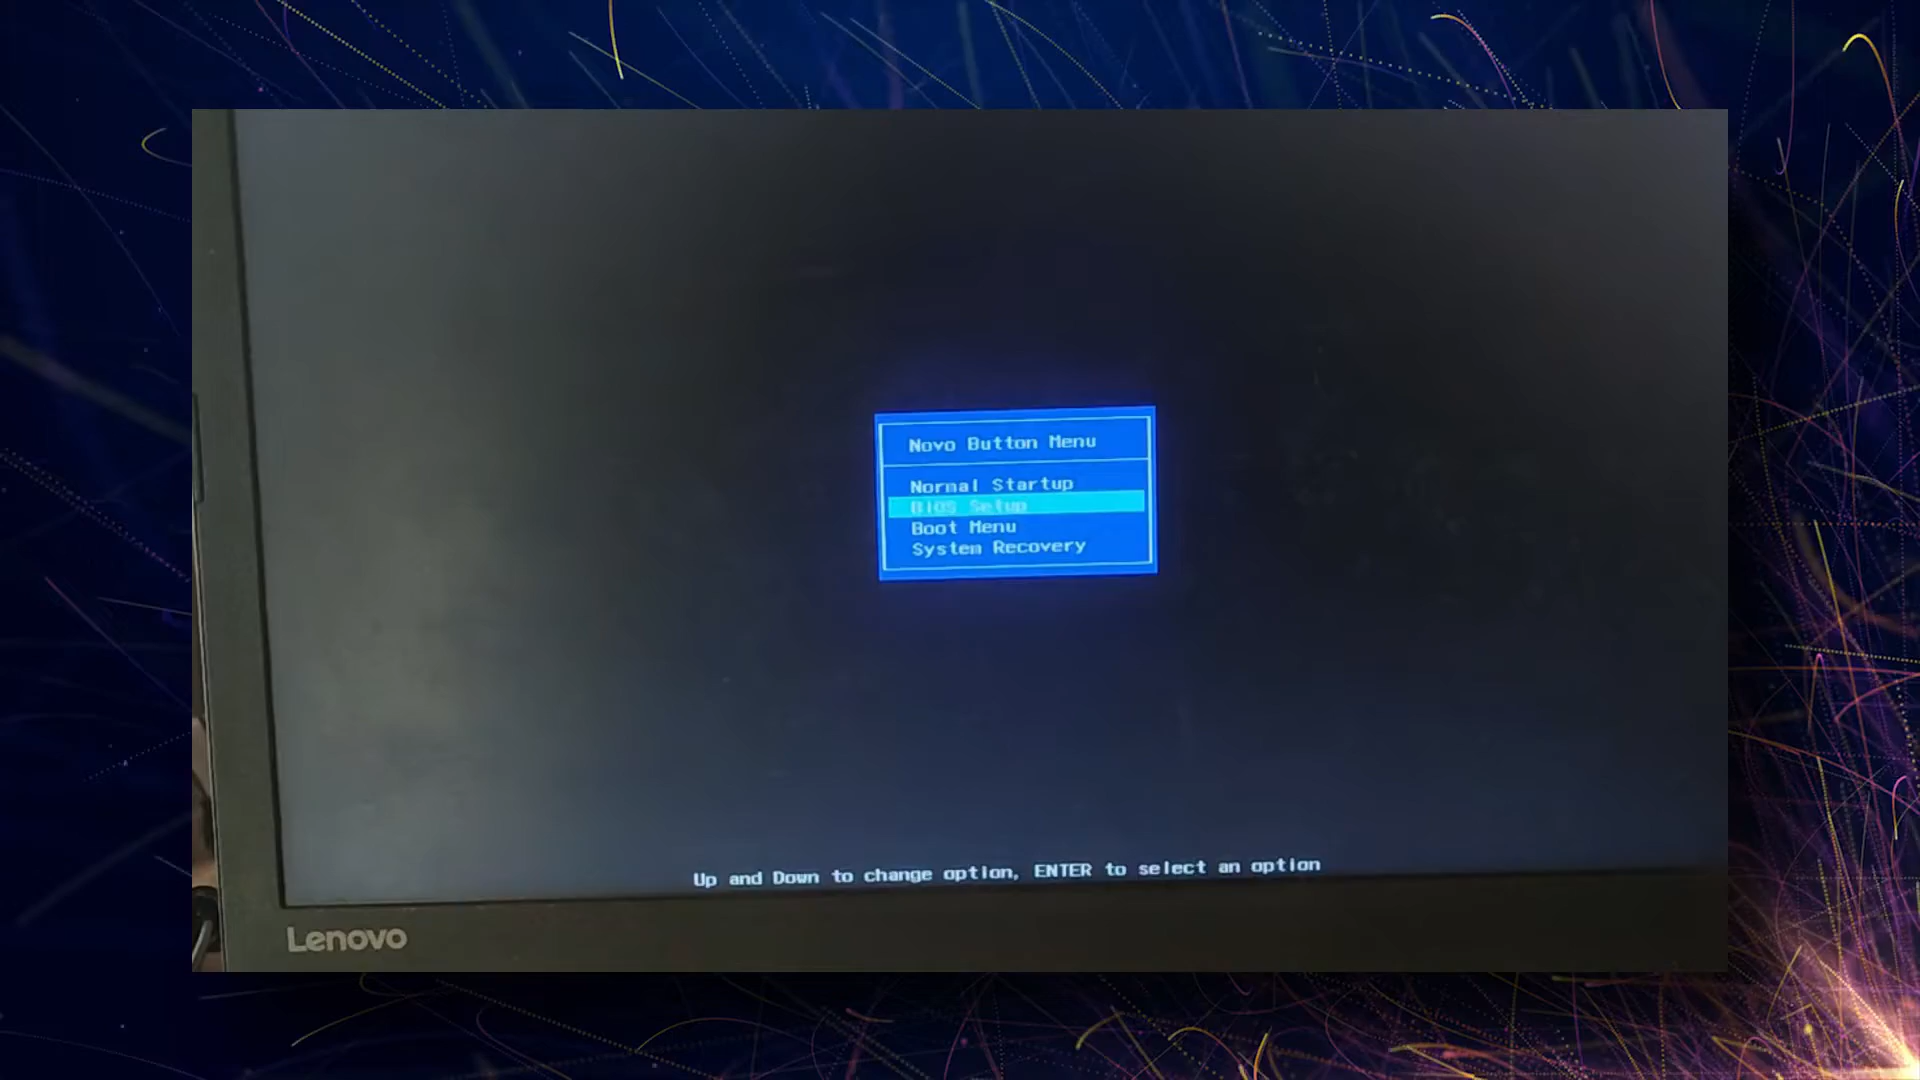 Novo Button Menu
Normal Startup
BIOS Setup
Boot Menu
System Recovery
Up and Down to change option, ENTER to select an option
Lenovo